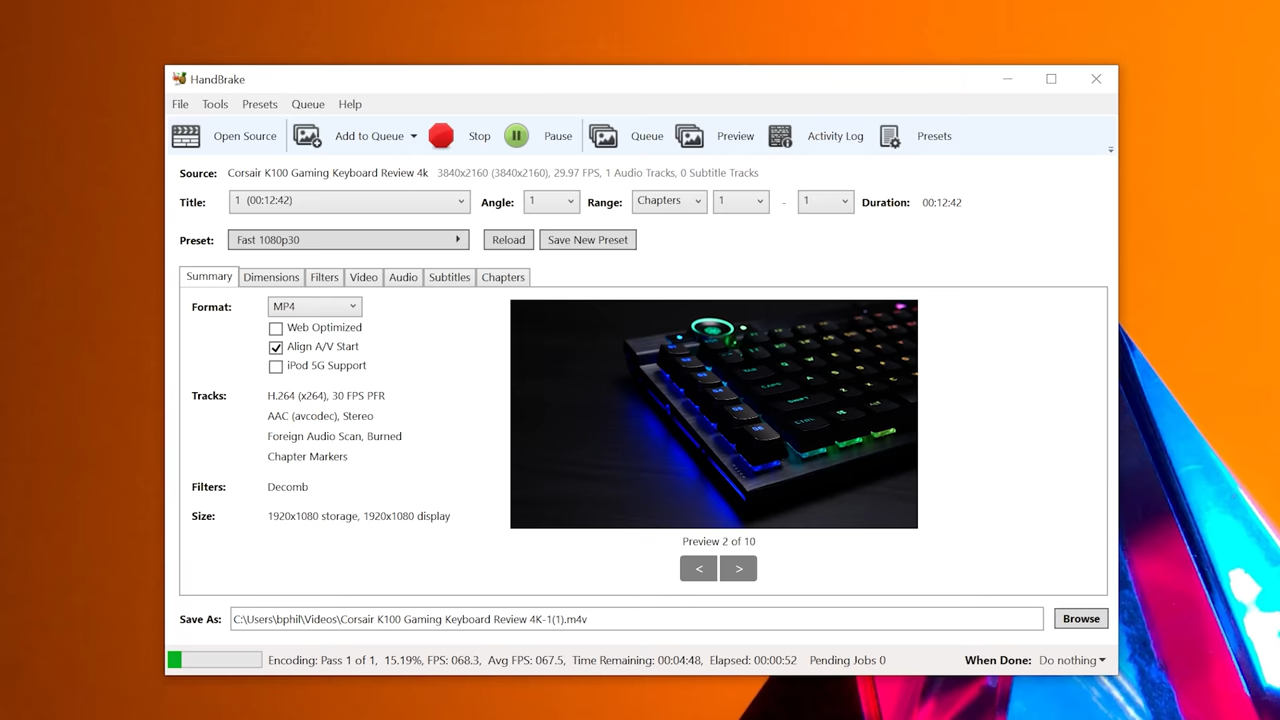 HandBrake
File Tools Presets Queue Help
Open Source Add to Queue Stop Pause Queue Preview Activity Log Presets
Source: Corsair K100 Gaming Keyboard Review 4k 3840x2160 (3840x2160), 29.97 FPS, 1 Audio Tracks, 0 Subtitle Tracks
Title: 1 (00:12:42) Angle: 1 Range: Chapters 1 - 1 Duration: 00:12:42
Preset: Fast 1080p30 Reload Save New Preset
Summary Dimensions Filters Video Audio Subtitles Chapters
Format: MP4
Web Optimized
Align A/V Start
iPod 5G Support
Tracks: H.264 (x264), 30 FPS PFR
AAC (avcodec), Stereo
Foreign Audio Scan, Burned
Chapter Markers
Filters: Decomb
Size: 1920x1080 storage, 1920x1080 display
Preview 2 of 10
< >
Save As: C:\Users\bphil\Videos\Corsair K100 Gaming Keyboard Review 4K-1(1).m4v Browse
Encoding: Pass 1 of 1, 15.19%, FPS: 068.3, Avg FPS: 067.5, Time Remaining: 00:04:48, Elapsed: 00:00:52 Pending Jobs 0 When Done: Do nothing